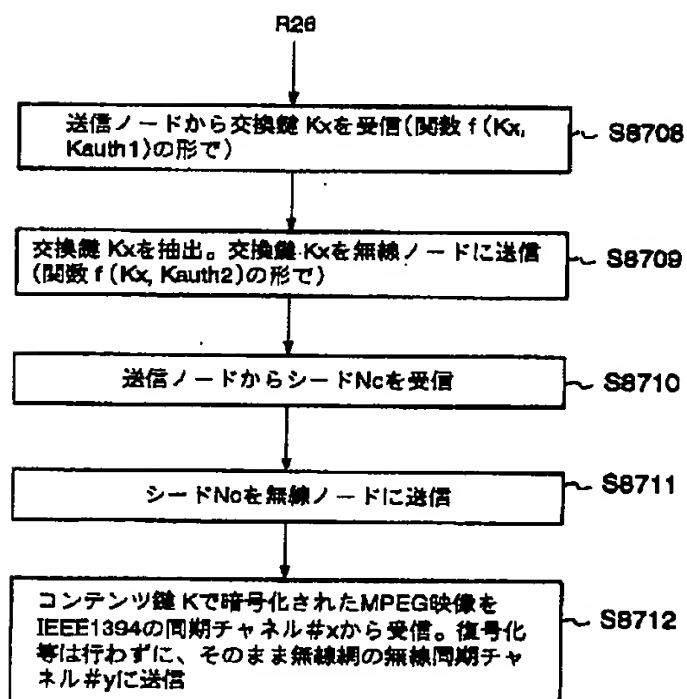 R26
送信ノードから交換鍵 Kxを受信(関数 f (Kx,
Kauth1)の形で)
S8708
交換鍵 Kxを抽出。交換鍵 Kxを無線ノードに送信
(関数 f (Kx, Kauth2)の形で)
S8709
送信ノードからシードNcを受信
S8710
シードNcを無線ノードに送信
S8711
コンテンツ鍵 Kで暗号化されたMPEG映像を
IEEE1394の同期チャネル#xから受信。復号化
等は行わずに、そのまま無線網の無線同期チャ
ネル#yに送信
S8712